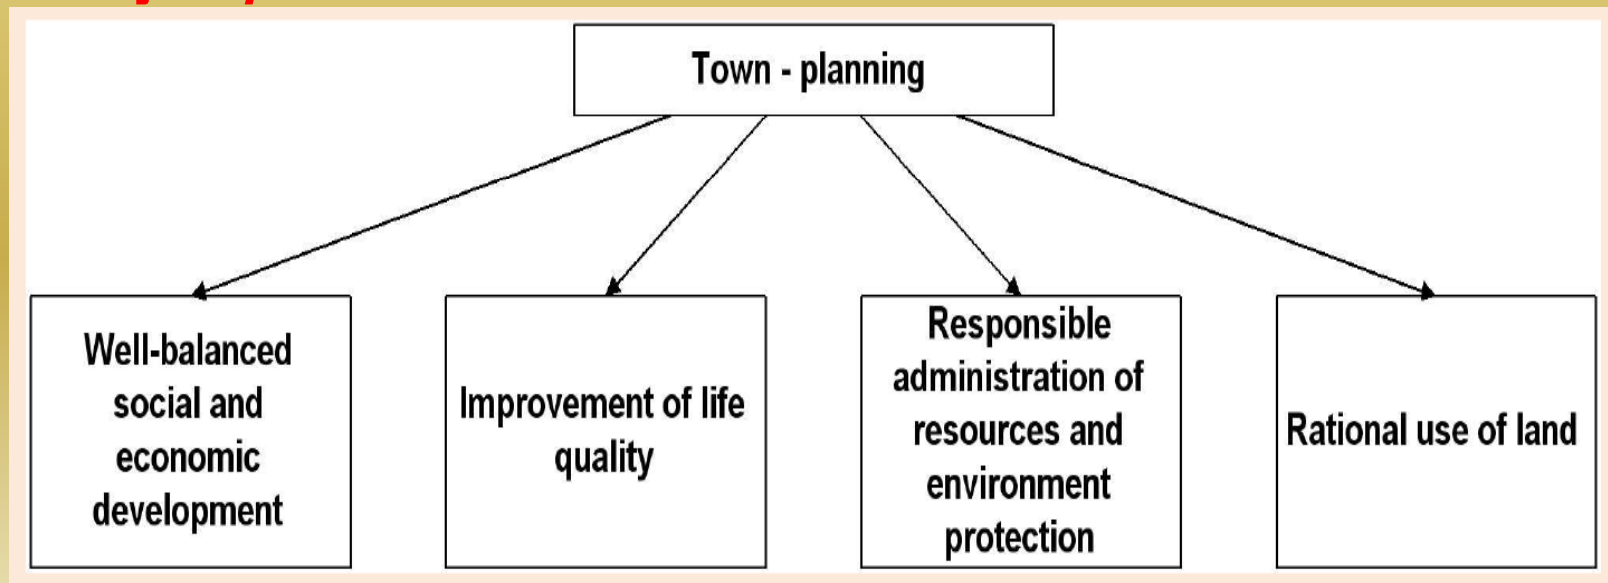 Town - planning
Well-balanced
social and
economic
development
Improvement of life
quality
Responsible
administration of
resources and
environment
protection
Rational use of land